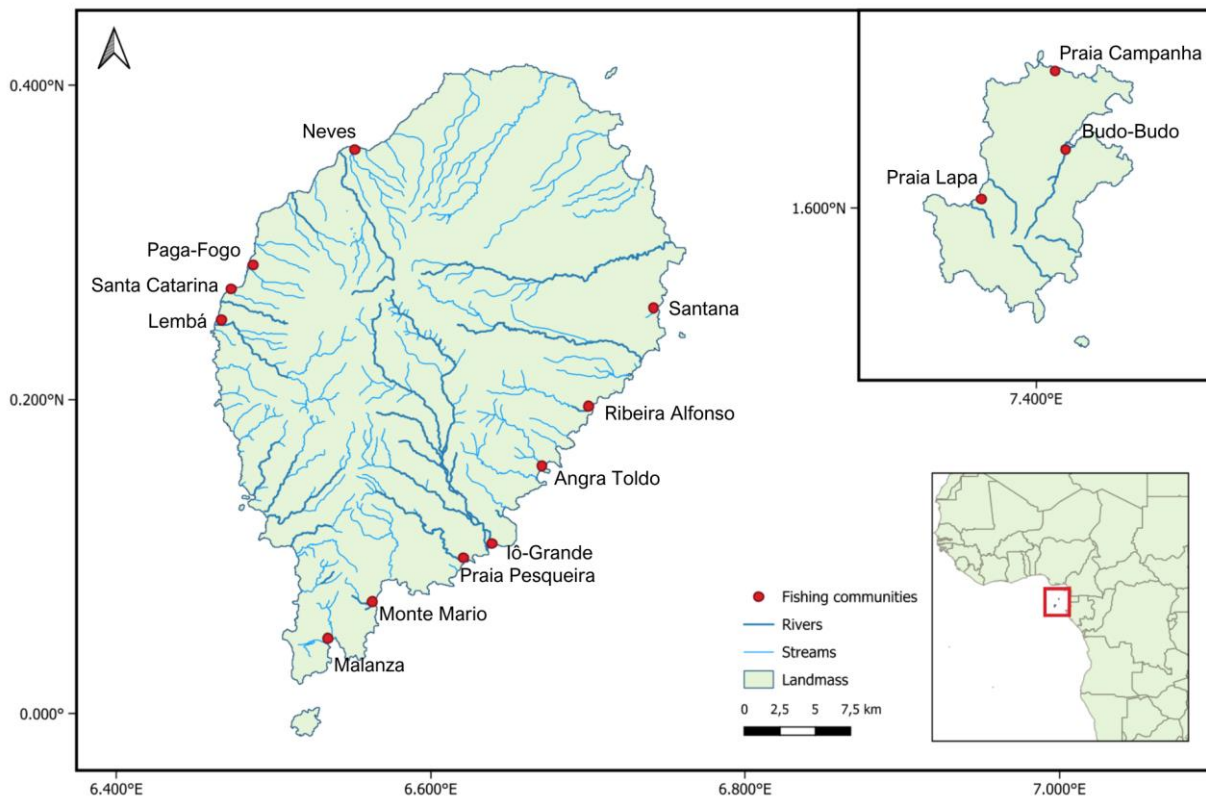 0.400°N
0.200°N
0.000°
6.400°E
6.600°E
6.800°E
7.000°E
Neves
Paga-Fogo
Santa Catarina
Lembá
Santana
Ribeira Alfonso
Angra Toldo
Iô-Grande
Praia Pesqueira
Monte Mario
Malanza
Praia Campanha
Budo-Budo
Praia Lapa
1.600°N
7.400°E
Fishing communities
Rivers
Streams
Landmass
0 2,5 5 7,5 km